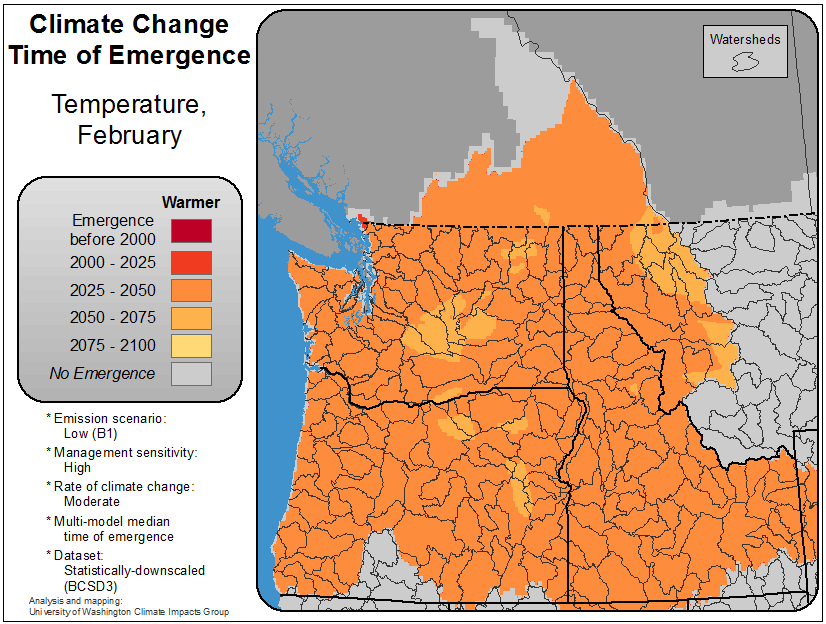 Climate Change
Time of Emergence
Temperature,
February
Warmer
Emergence
before 2000
2000 - 2025
2025 - 2050
2050 - 2075
2075 - 2100
No Emergence
* Emission scenario:
Low (B1)
* Management sensitivity:
High
* Rate of climate change:
Moderate
* Multi-model median
time of emergence
* Dataset:
Statistically-downscaled
(BCSD3)
Analysis and mapping:
University of Washington Climate Impacts Group
Watersheds